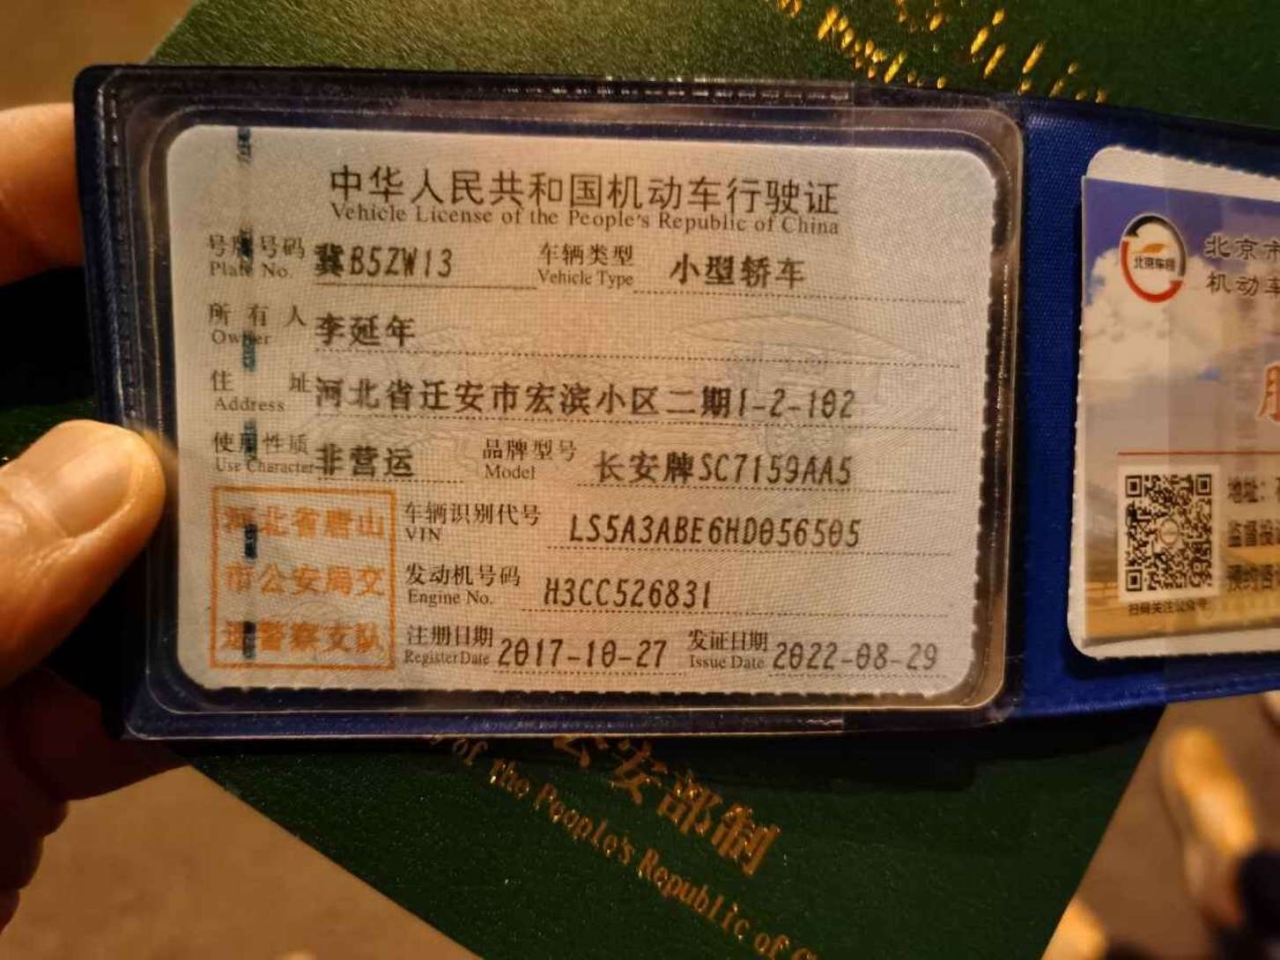 中华人民共和国机动车行驶证
Vehicle License of the People's Republic of China
号牌号码 冀B5ZW13 车辆类型 小型轿车
Plate No. Vehicle Type
所有人 李延年
Owner
住址 河北省迁安市宏滨小区二期1-2-102
Address
使用性质 非营运 品牌型号 长安牌SC7159AA5
Use Character Model
河北省唐山
市公安局交
通警察支队
车辆识别代号 LS5A3ABE6HD056505
VIN
发动机号码 H3CC526831
Engine No.
注册日期 2017-10-27 发证日期 2022-08-29
Register Date Issue Date
北京市
机动车
北京车检
地址:
监督投
预约咨
扫码关注公众号
公安部制
of the People's Republic of